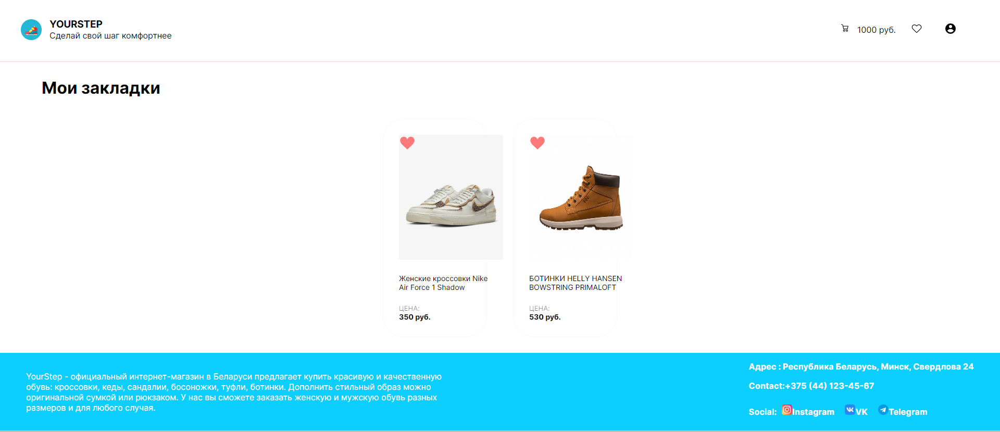 YOURSTEP
Сделай свой шаг комфортнее
1000 руб.
Мои закладки
Женские кроссовки Nike
Air Force 1 Shadow
ЦЕНА:
350 руб.
БОТИНКИ HELLY HANSEN
BOWSTRING PRIMALOFT
ЦЕНА:
530 руб.
YourStep - официальный интернет-магазин в Беларуси предлагает купить красивую и качественную
обувь: кроссовки, кеды, сандалии, босоножки, туфли, ботинки. Дополнить стильный образ можно
оригинальной сумкой или рюкзаком. У нас вы сможете заказать женскую и мужскую обувь разных
размеров и для любого случая.
Адрес : Республика Беларусь, Минск, Свердлова 24
Contact:+375 (44) 123-45-67
Social: Instagram VK Telegram